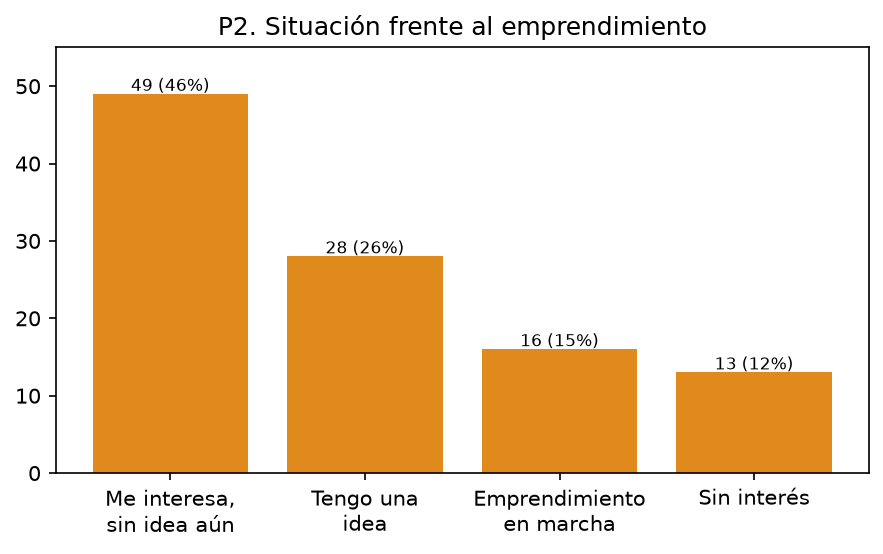 P2. Situación frente al emprendimiento
50
40
30
20
10
0
49 (46%)
28 (26%)
16 (15%)
13 (12%)
Me interesa,
sin idea aún
Tengo una
idea
Emprendimiento
en marcha
Sin interés